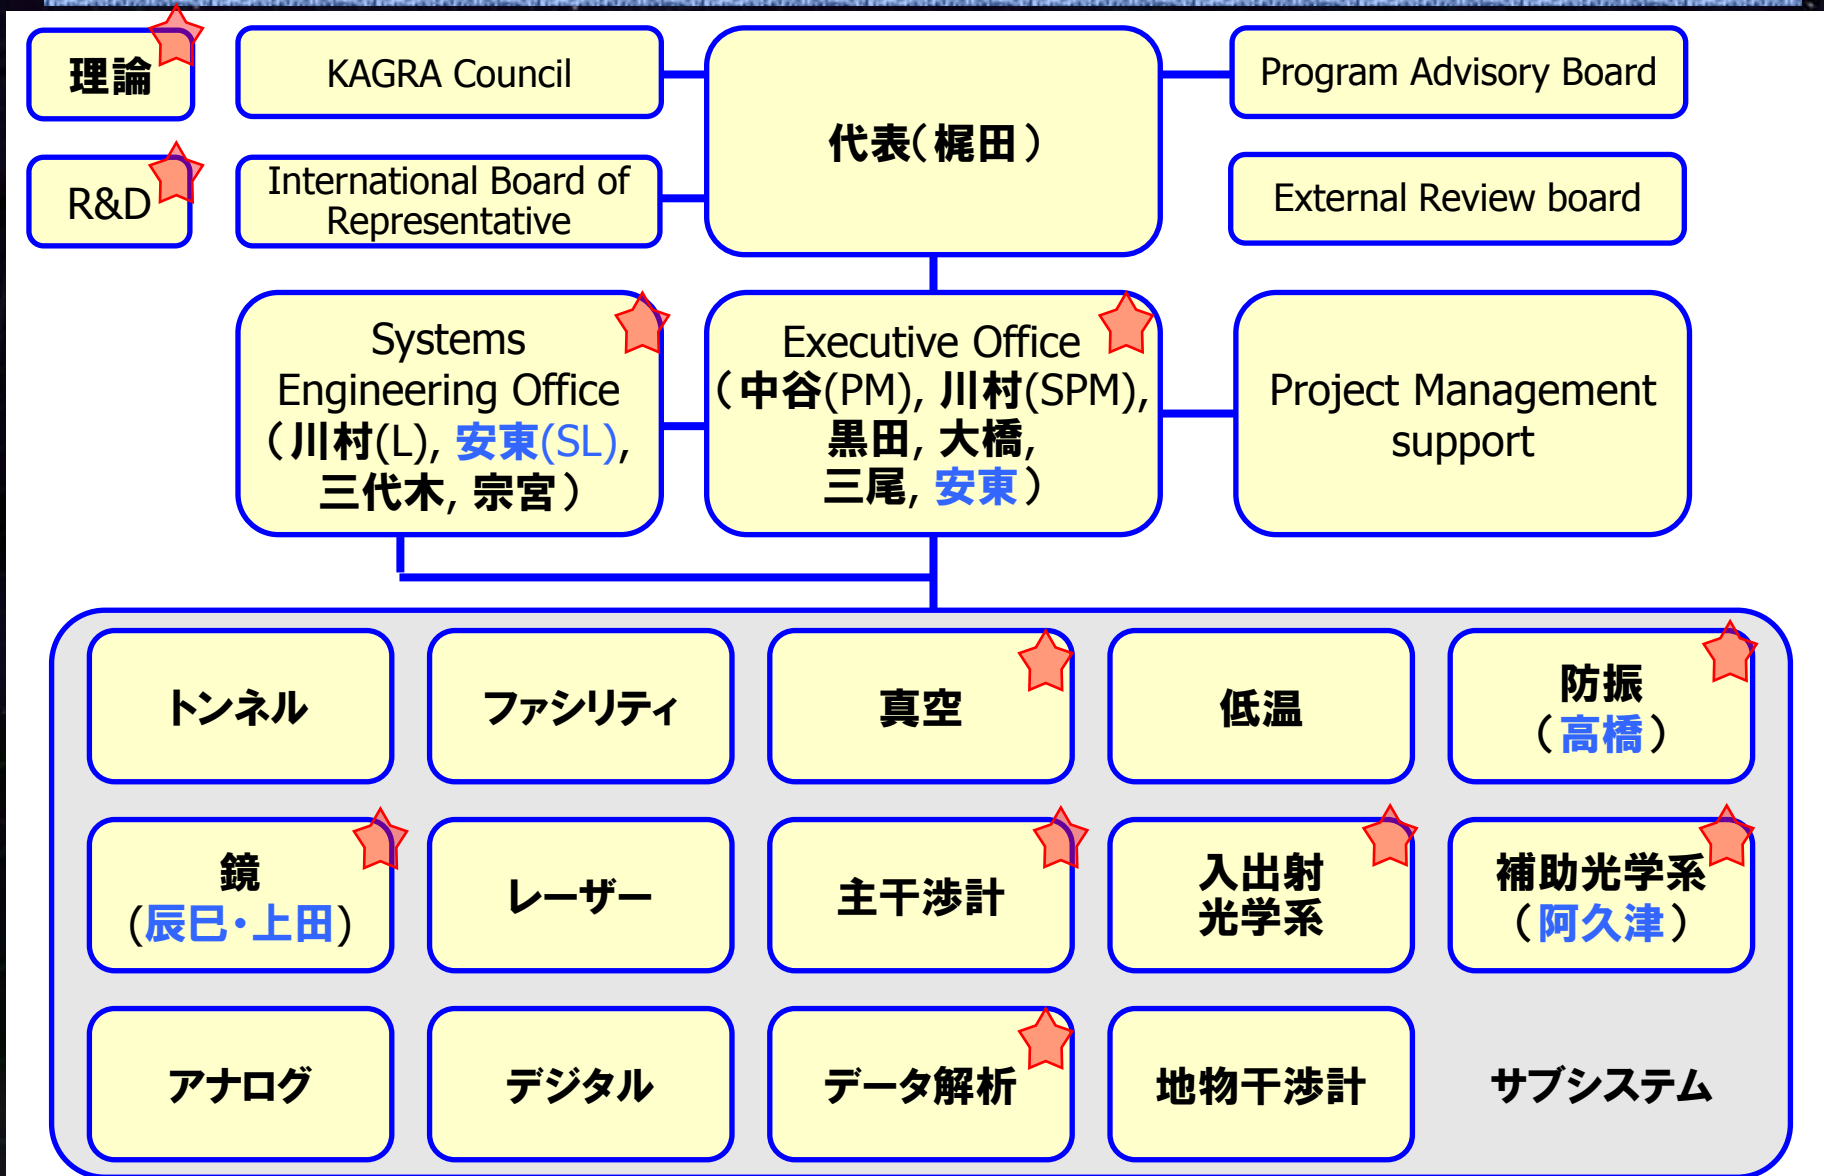 理論
KAGRA Council
代表(梶田)
Program Advisory Board
R&D
International Board of
Representative
External Review board
Systems
Engineering Office
(川村(L), 安東(SL),
三代木, 宗宮)
Executive Office
(中谷(PM), 川村(SPM),
黒田, 大橋,
三尾, 安東)
Project Management
support
トンネル
ファシリティ
真空
低温
防振
(高橋)
鏡
(辰巳・上田)
レーザー
主干渉計
入出射
光学系
補助光学系
(阿久津)
アナログ
デジタル
データ解析
地物干渉計
サブシステム